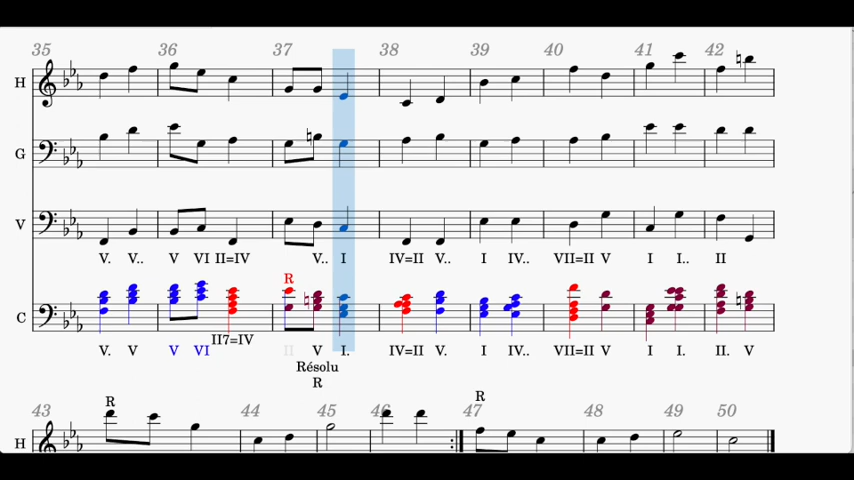 35 36 37 38 39 40 41 42
H
G
V
V. V.. V VI II=IV V.. I IV=II V.. I IV.. VII=II V I I.. II
R
C
V. V V VI II7=IV II V I. IV=II V. I IV.. VII=II V I I. II. V
Résolu
R
43 44 45 46 47 48 49 50
R R
H